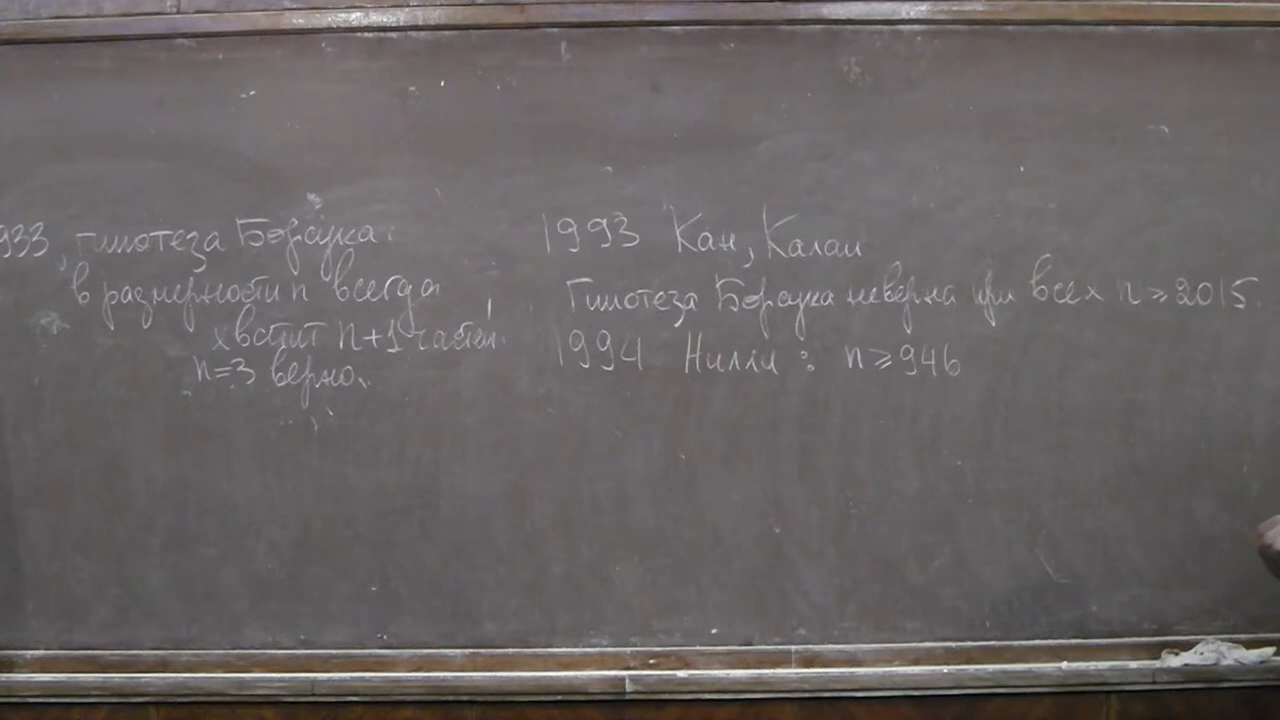 933, гипотеза Борсука:
в размерности n всегда
хватит n+1 частей.
n=3 верно.
1993 Кан, Калаи
Гипотеза Борсука неверна при всех n ⩾ 2015.
1994 Нилли: n ⩾ 946